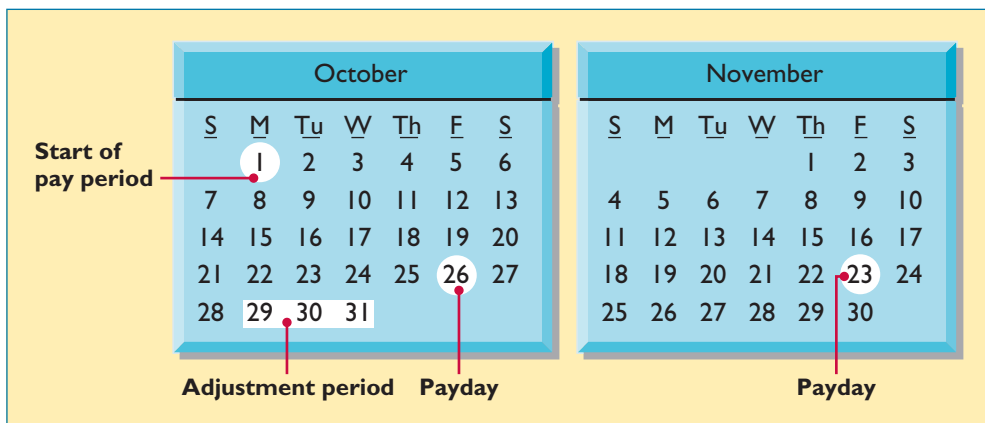 October
S M Tu W Th F S
Start of
pay period
1 2 3 4 5 6
7 8 9 10 11 12 13
14 15 16 17 18 19 20
21 22 23 24 25 26 27
28 29 30 31
Adjustment period
Payday
November
S M Tu W Th F S
1 2 3
4 5 6 7 8 9 10
11 12 13 14 15 16 17
18 19 20 21 22 23 24
25 26 27 28 29 30
Payday